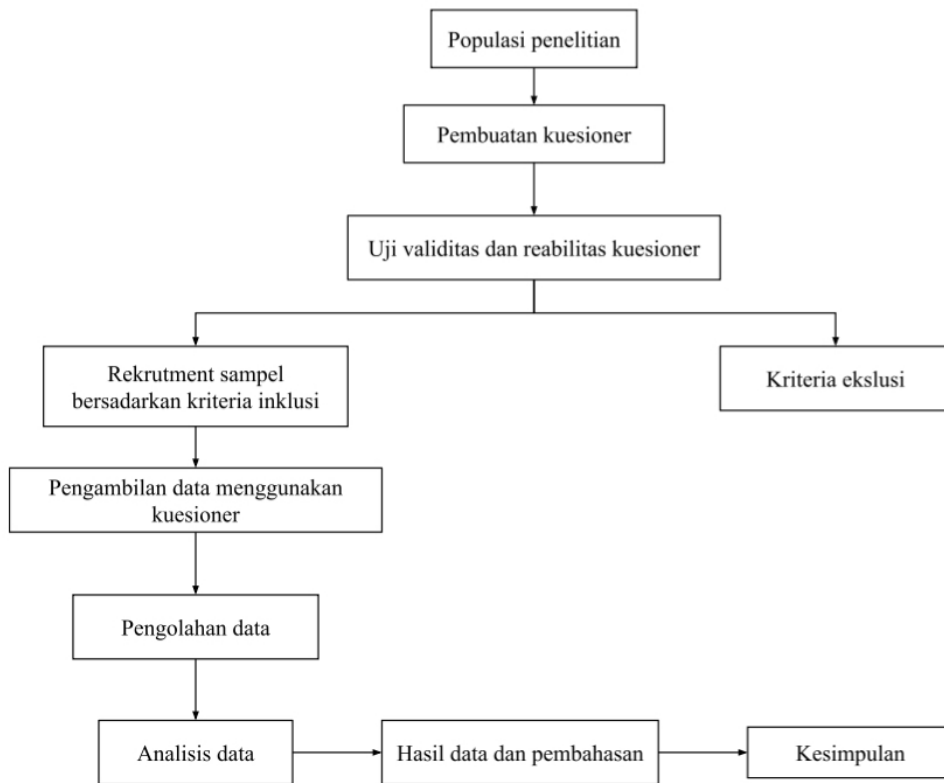 Populasi penelitian
Pembuatan kuesioner
Uji validitas dan reabilitas kuesioner
Rekrutment sampel
bersadarkan kriteria inklusi
Kriteria ekslusi
Pengambilan data menggunakan
kuesioner
Pengolahan data
Analisis data
Hasil data dan pembahasan
Kesimpulan